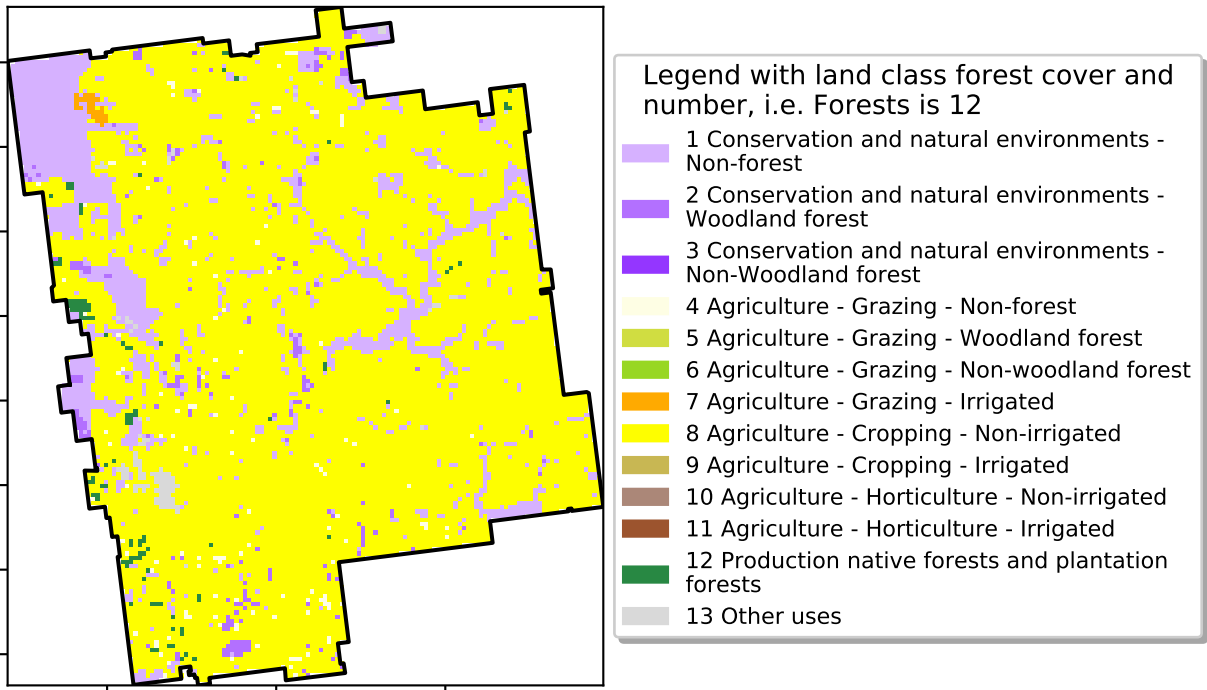 Legend with land class forest cover and
number, i.e. Forests is 12
1 Conservation and natural environments -
Non-forest
2 Conservation and natural environments -
Woodland forest
3 Conservation and natural environments -
Non-Woodland forest
4 Agriculture - Grazing - Non-forest
5 Agriculture - Grazing - Woodland forest
6 Agriculture - Grazing - Non-woodland forest
7 Agriculture - Grazing - Irrigated
8 Agriculture - Cropping - Non-irrigated
9 Agriculture - Cropping - Irrigated
10 Agriculture - Horticulture - Non-irrigated
11 Agriculture - Horticulture - Irrigated
12 Production native forests and plantation
forests
13 Other uses